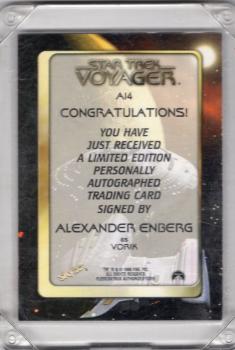 STAR TREK
VOYAGER
A14
CONGRATULATIONS!
YOU HAVE
JUST RECEIVED
A LIMITED EDITION
PERSONALLY
AUTOGRAPHED
TRADING CARD
SIGNED BY
ALEXANDER ENBERG
as
VORIK